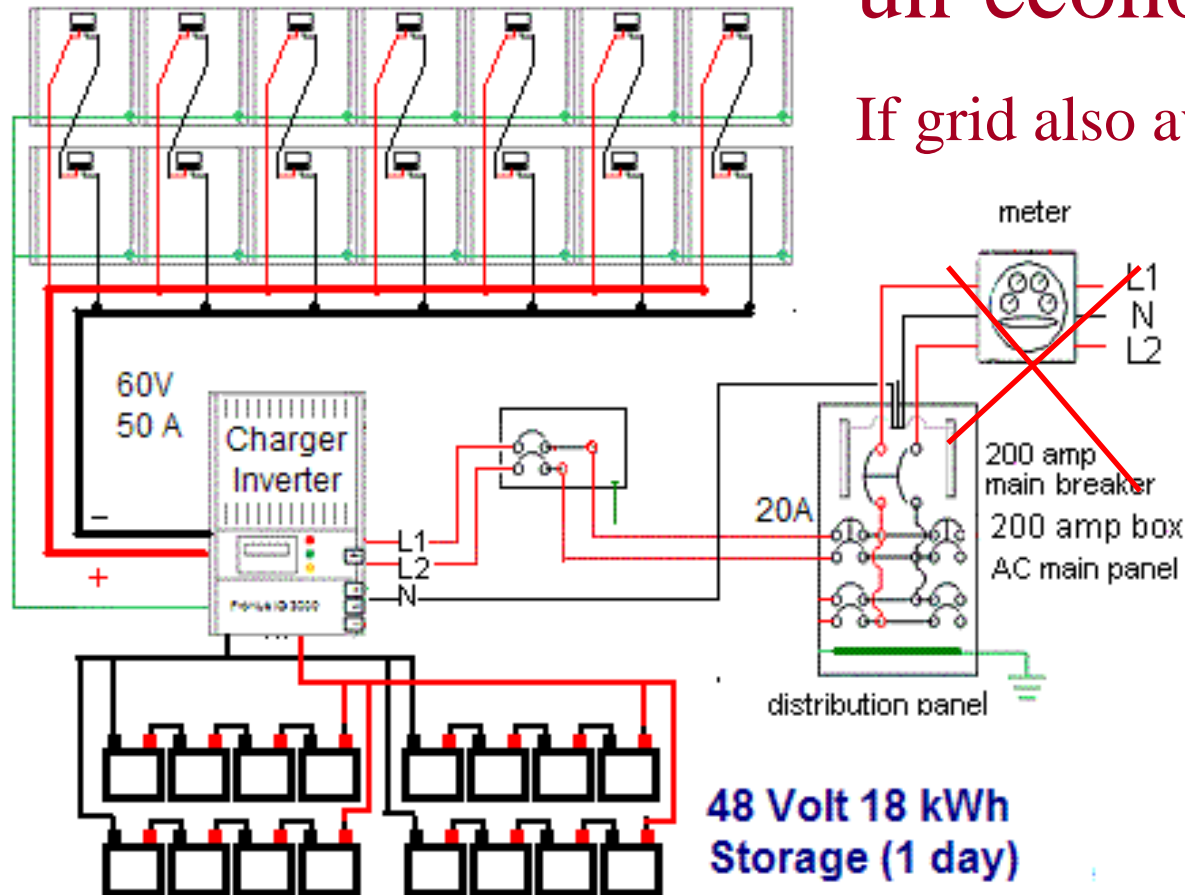 If grid also
meter
L1
N
L2
60V
50 A
Charger
Inverter
200 amp
main breaker
20A
200 amp box
AC main panel
L1
L2
N
–
+
distribution panel
48 Volt 18 kWh
Storage (1 day)